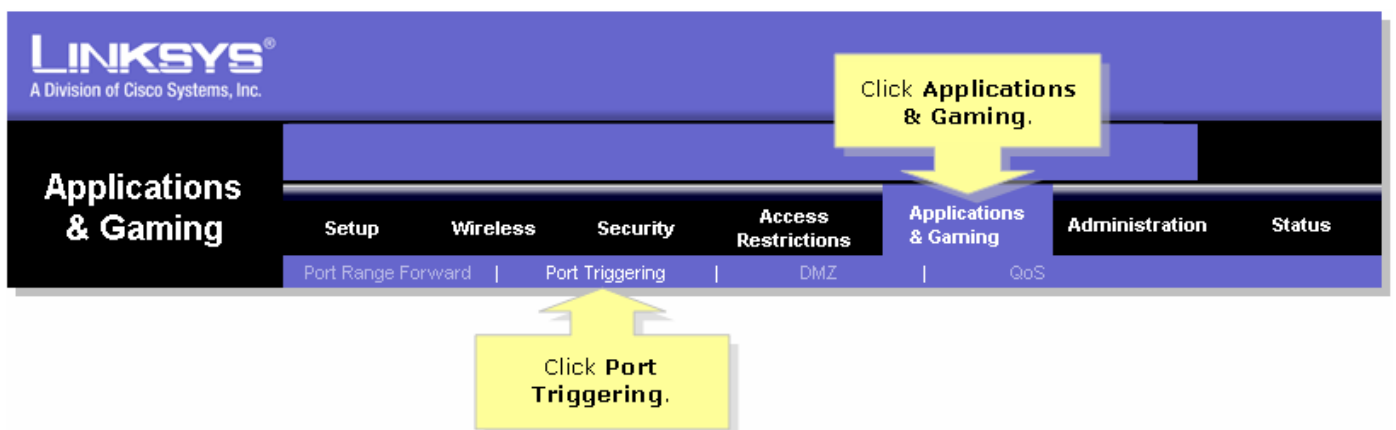 LINKSYS®
A Division of Cisco Systems, Inc.
Click Applications
& Gaming.
Applications
& Gaming
Setup Wireless Security Access Restrictions Applications & Gaming Administration Status
Port Range Forward | Port Triggering | DMZ | QoS
Click Port
Triggering.